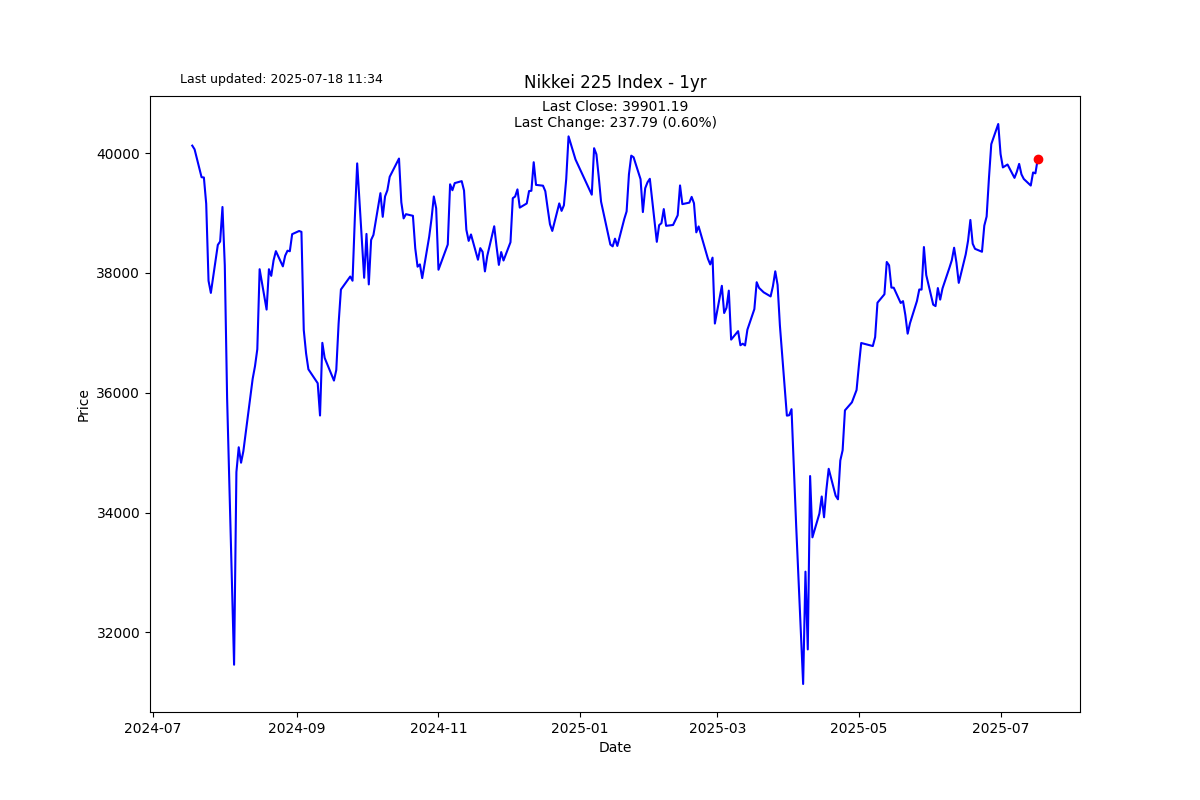 Last updated: 2025-07-18 11:34
Nikkei 225 Index - 1yr
Last Close: 39901.19
Last Change: 237.79 (0.60%)
40000
38000
36000
34000
32000
Price
2024-07
2024-09
2024-11
2025-01
2025-03
2025-05
2025-07
Date